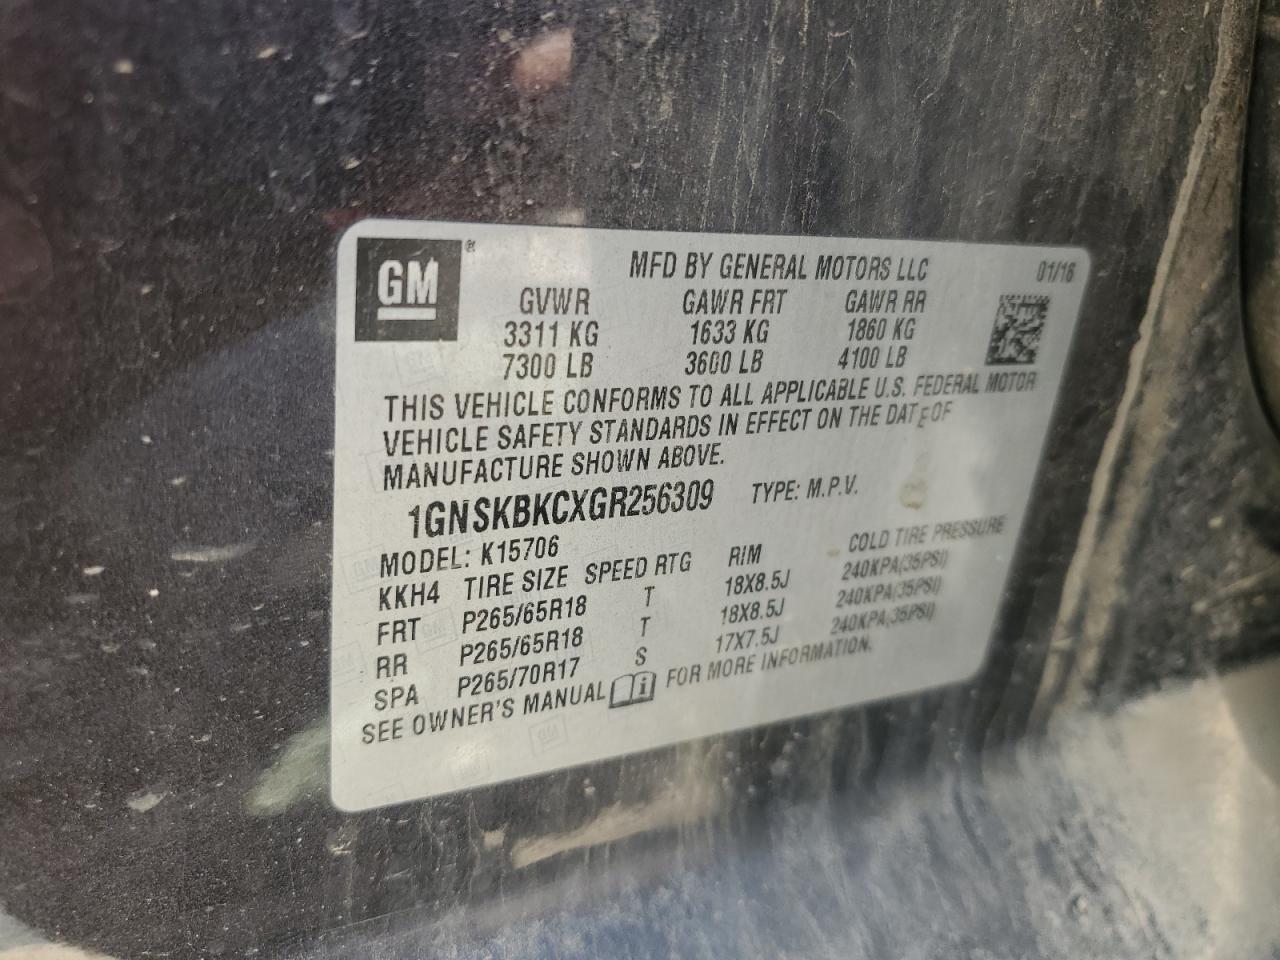 GM ®
MFD BY GENERAL MOTORS LLC 01/16
GVWR GAWR FRT GAWR RR
3311 KG 1633 KG 1860 KG
7300 LB 3600 LB 4100 LB
THIS VEHICLE CONFORMS TO ALL APPLICABLE U.S. FEDERAL MOTOR
VEHICLE SAFETY STANDARDS IN EFFECT ON THE DATE OF
MANUFACTURE SHOWN ABOVE.
1GNSKBKCXGR256309 TYPE: M.P.V.
MODEL: K15706
KKH4 TIRE SIZE SPEED RTG RIM COLD TIRE PRESSURE
FRT P265/65R18 T 18X8.5J 240KPA(35PSI)
RR P265/65R18 T 18X8.5J 240KPA(35PSI)
SPA P265/70R17 S 17X7.5J 240KPA(35PSI)
SEE OWNER'S MANUAL i FOR MORE INFORMATION.